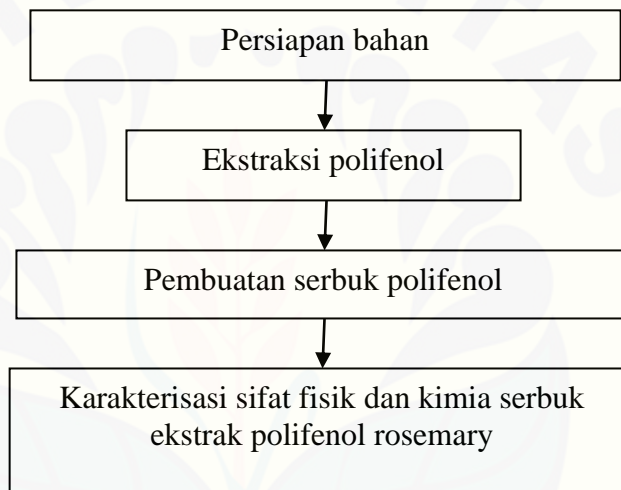 Persiapan bahan
Ekstraksi polifenol
Pembuatan serbuk polifenol
Karakterisasi sifat fisik dan kimia serbuk
ekstrak polifenol rosemary